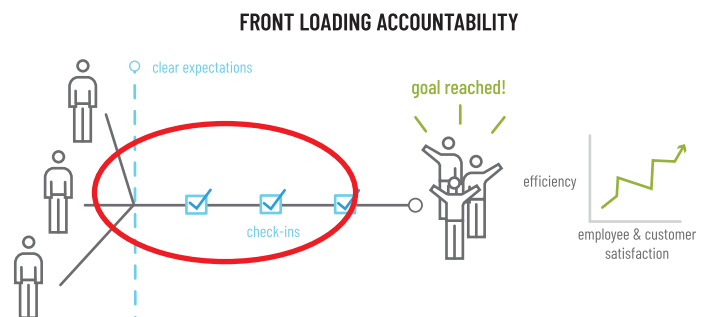 FRONT LOADING ACCOUNTABILITY
clear expectations
goal reached!
check-ins
efficiency
employee & customer
satisfaction